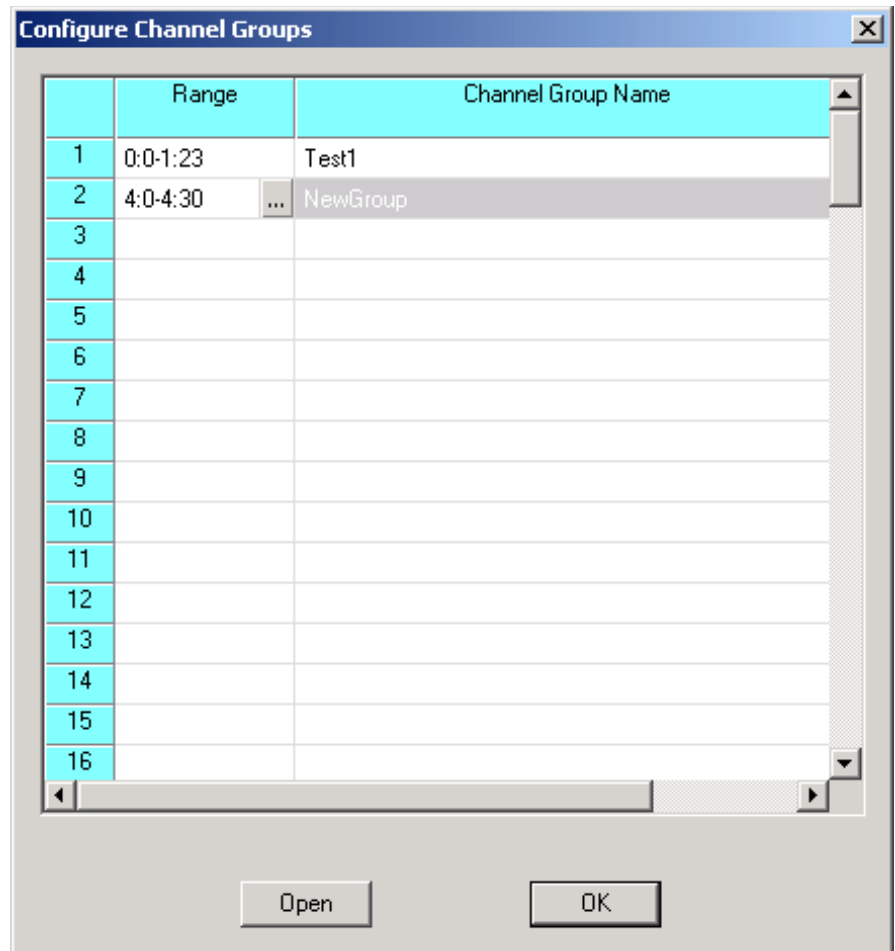 Configure Channel Groups
Range Channel Group Name
1 0:0-1:23 Test1
2 4:0-4:30 ... NewGroup
3
4
5
6
7
8
9
10
11
12
13
14
15
16
Open OK